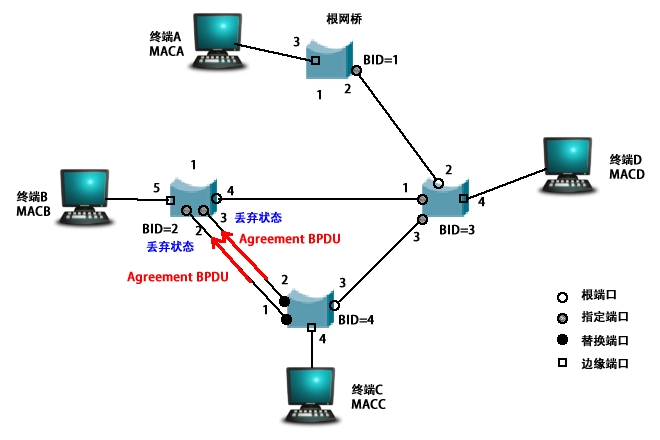 根网桥
终端A
MACA
3
BID=1
1
2
终端D
MACD
终端B
MACB
5
1
4
BID=2
2
3
丢弃状态
丢弃状态
Agreement BPDU
Agreement BPDU
2
1
4
3
BID=3
2
1
3
BID=4
4
终端C
MACC
根端口
指定端口
替换端口
边缘端口